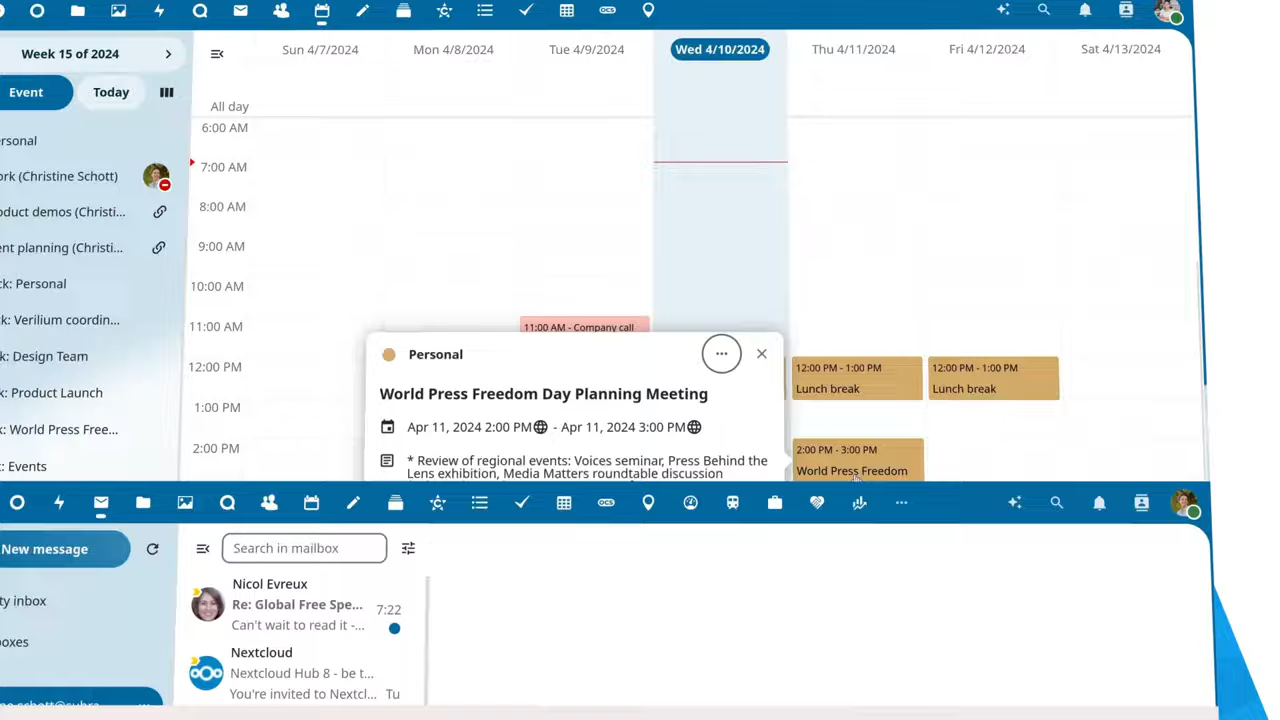 Week 15 of 2024
Sun 4/7/2024
Mon 4/8/2024
Tue 4/9/2024
Wed 4/10/2024
Thu 4/11/2024
Fri 4/12/2024
Sat 4/13/2024
Event
Today
All day
6:00 AM
7:00 AM
8:00 AM
9:00 AM
10:00 AM
11:00 AM
12:00 PM
1:00 PM
2:00 PM
ersonal
ork (Christine Schott)
oduct demos (Christi...
ent planning (Christi...
ck: Personal
ck: Verilium coordin...
ck: Design Team
ck: Product Launch
k: World Press Free...
k: Events
11:00 AM - Company call
Personal
World Press Freedom Day Planning Meeting
Apr 11, 2024 2:00 PM - Apr 11, 2024 3:00 PM
* Review of regional events: Voices seminar, Press Behind the
Lens exhibition, Media Matters roundtable discussion
12:00 PM - 1:00 PM
Lunch break
12:00 PM - 1:00 PM
Lunch break
2:00 PM - 3:00 PM
World Press Freedom
OCS
OCS
New message
Search in mailbox
ty inbox
oxes
Nicol Evreux
Re: Global Free Spe...
7:22
Can't wait to read it -...
Nextcloud
Nextcloud Hub 8 - be t...
You're invited to Nextcl...
Tu